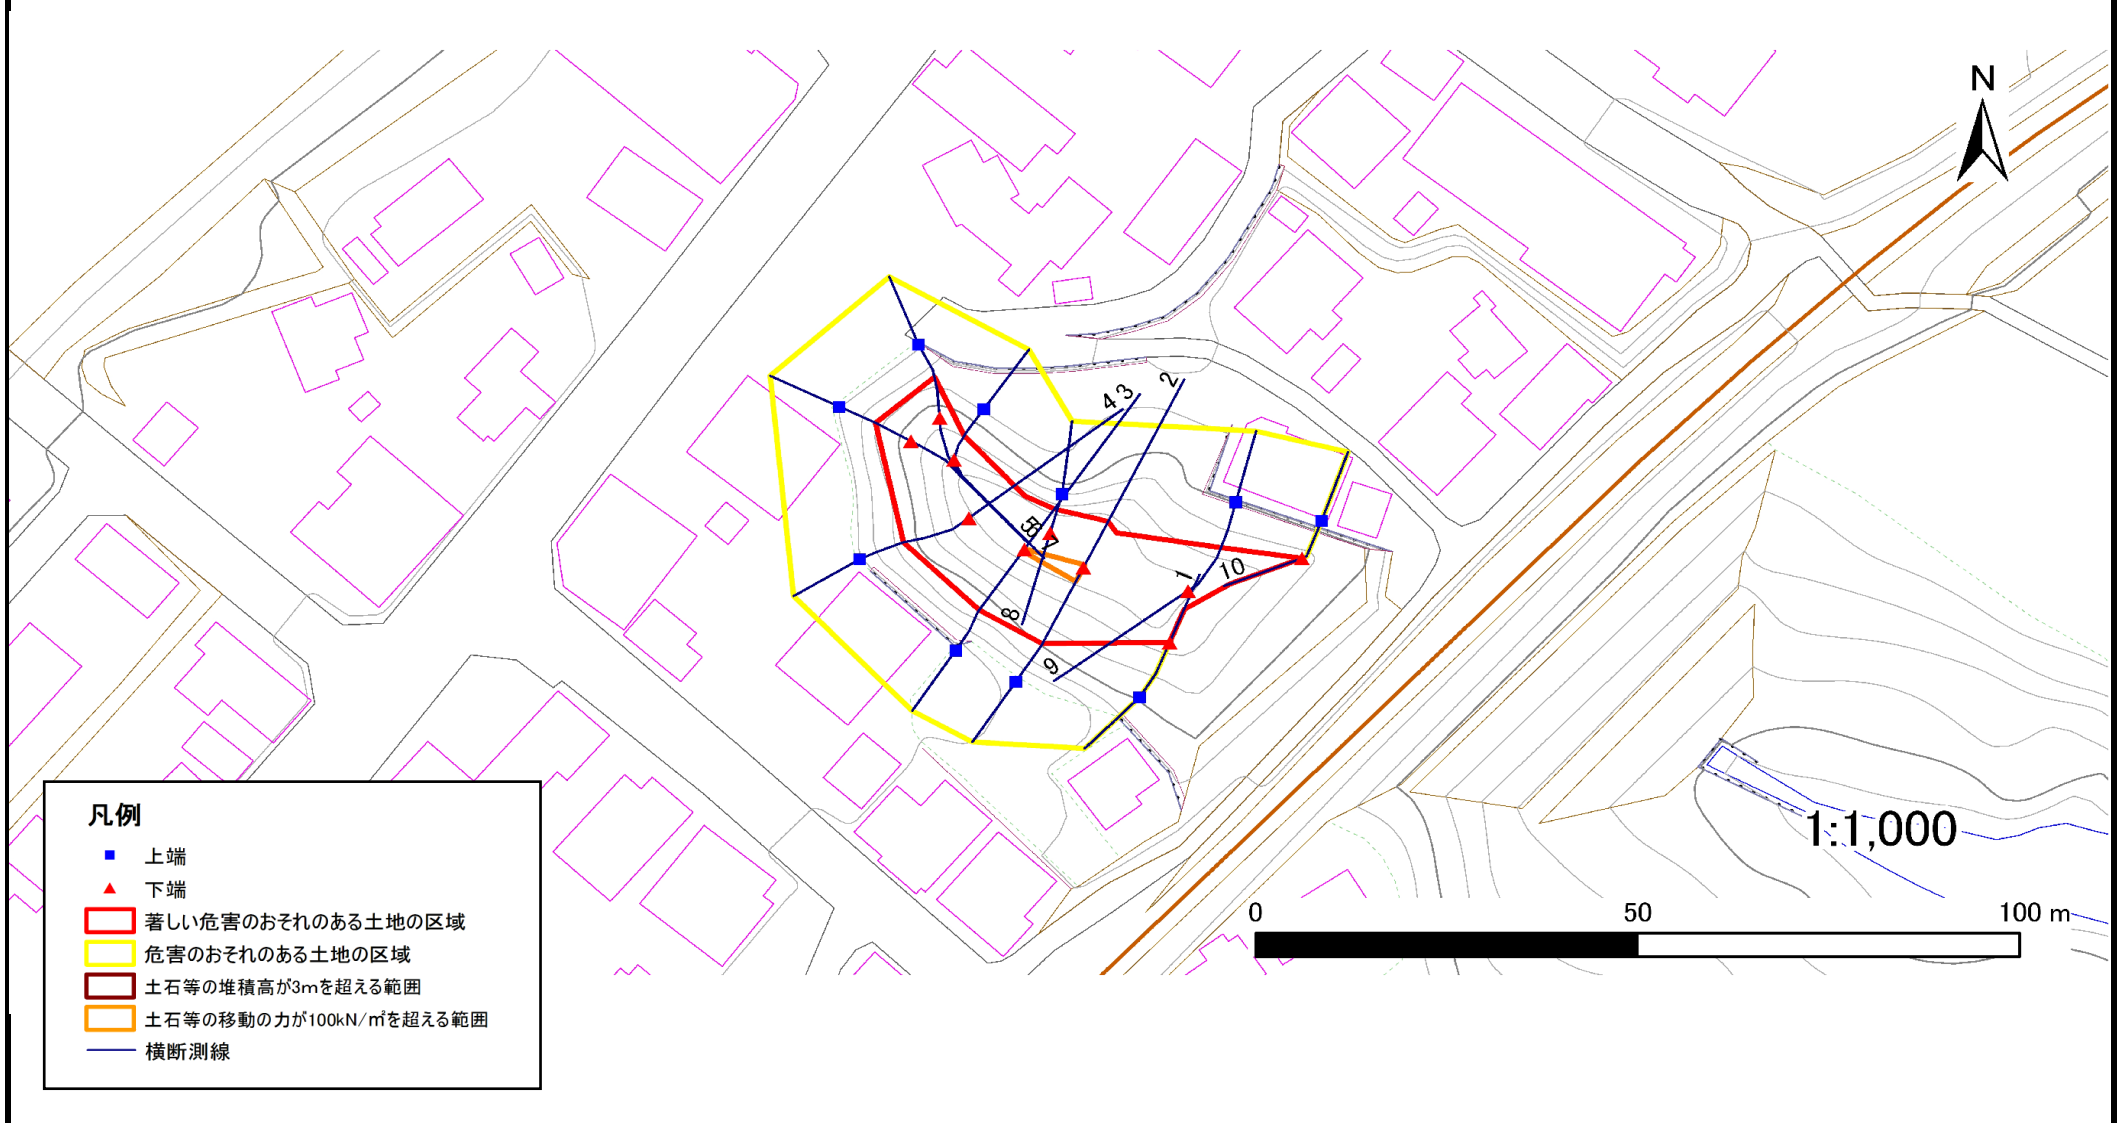 N
4 3 2
5
6
7
1
10
8
9
1:1,000
0 50 100 m
凡例
上端
下端
著しい危害のおそれのある土地の区域
危害のおそれのある土地の区域
土石等の堆積高が3mを超える範囲
土石等の移動の力が100kN/㎡を超える範囲
横断測線